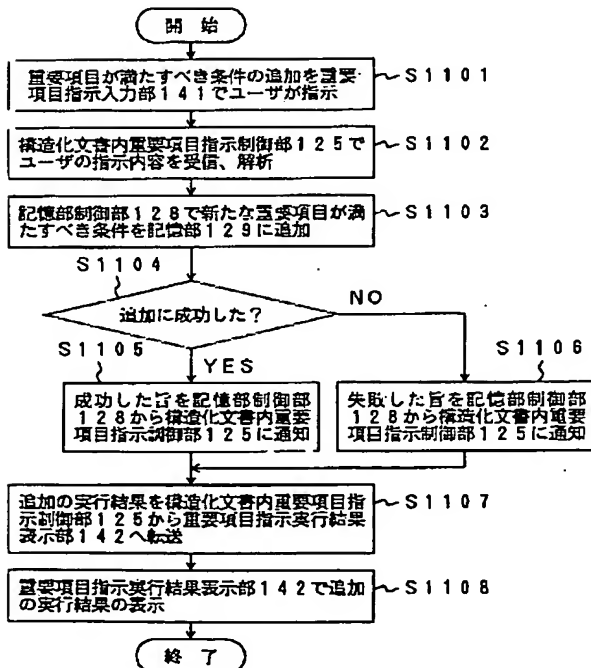 開始
重要項目が満たすべき条件の追加を重要
項目指示入力部141でユーザが指示
S1101
構造化文書内重要項目指示制御部125で
ユーザの指示内容を受信、解析
S1102
記憶部制御部128で新たな重要項目が満
たすべき条件を記憶部129に追加
S1103
S1104
追加に成功した？
NO
S1105
YES
S1106
成功した旨を記憶部制御部
128から構造化文書内重要
項目指示制御部125に通知
失敗した旨を記憶部制御部
128から構造化文書内重要
項目指示制御部125に通知
追加の実行結果を構造化文書内重要項目指
示制御部125から重要項目指示実行結果
表示部142へ転送
S1107
重要項目指示実行結果表示部142で追加
の実行結果の表示
S1108
終了